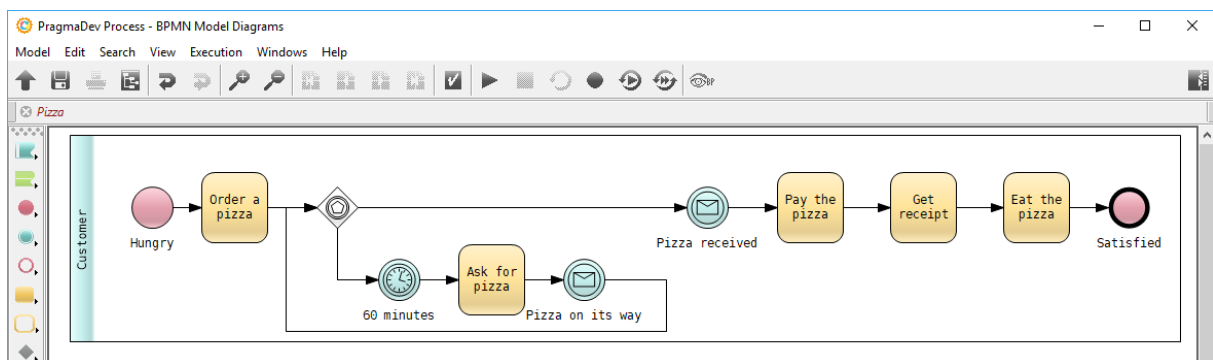 PragmaDev Process - BPMN Model Diagrams
Model Edit Search View Execution Windows Help
BP
Pizza
Customer
Hungry
Order a
pizza
Pizza received
Pay the
pizza
Get
receipt
Eat the
pizza
Satisfied
60 minutes
Ask for
pizza
Pizza on its way